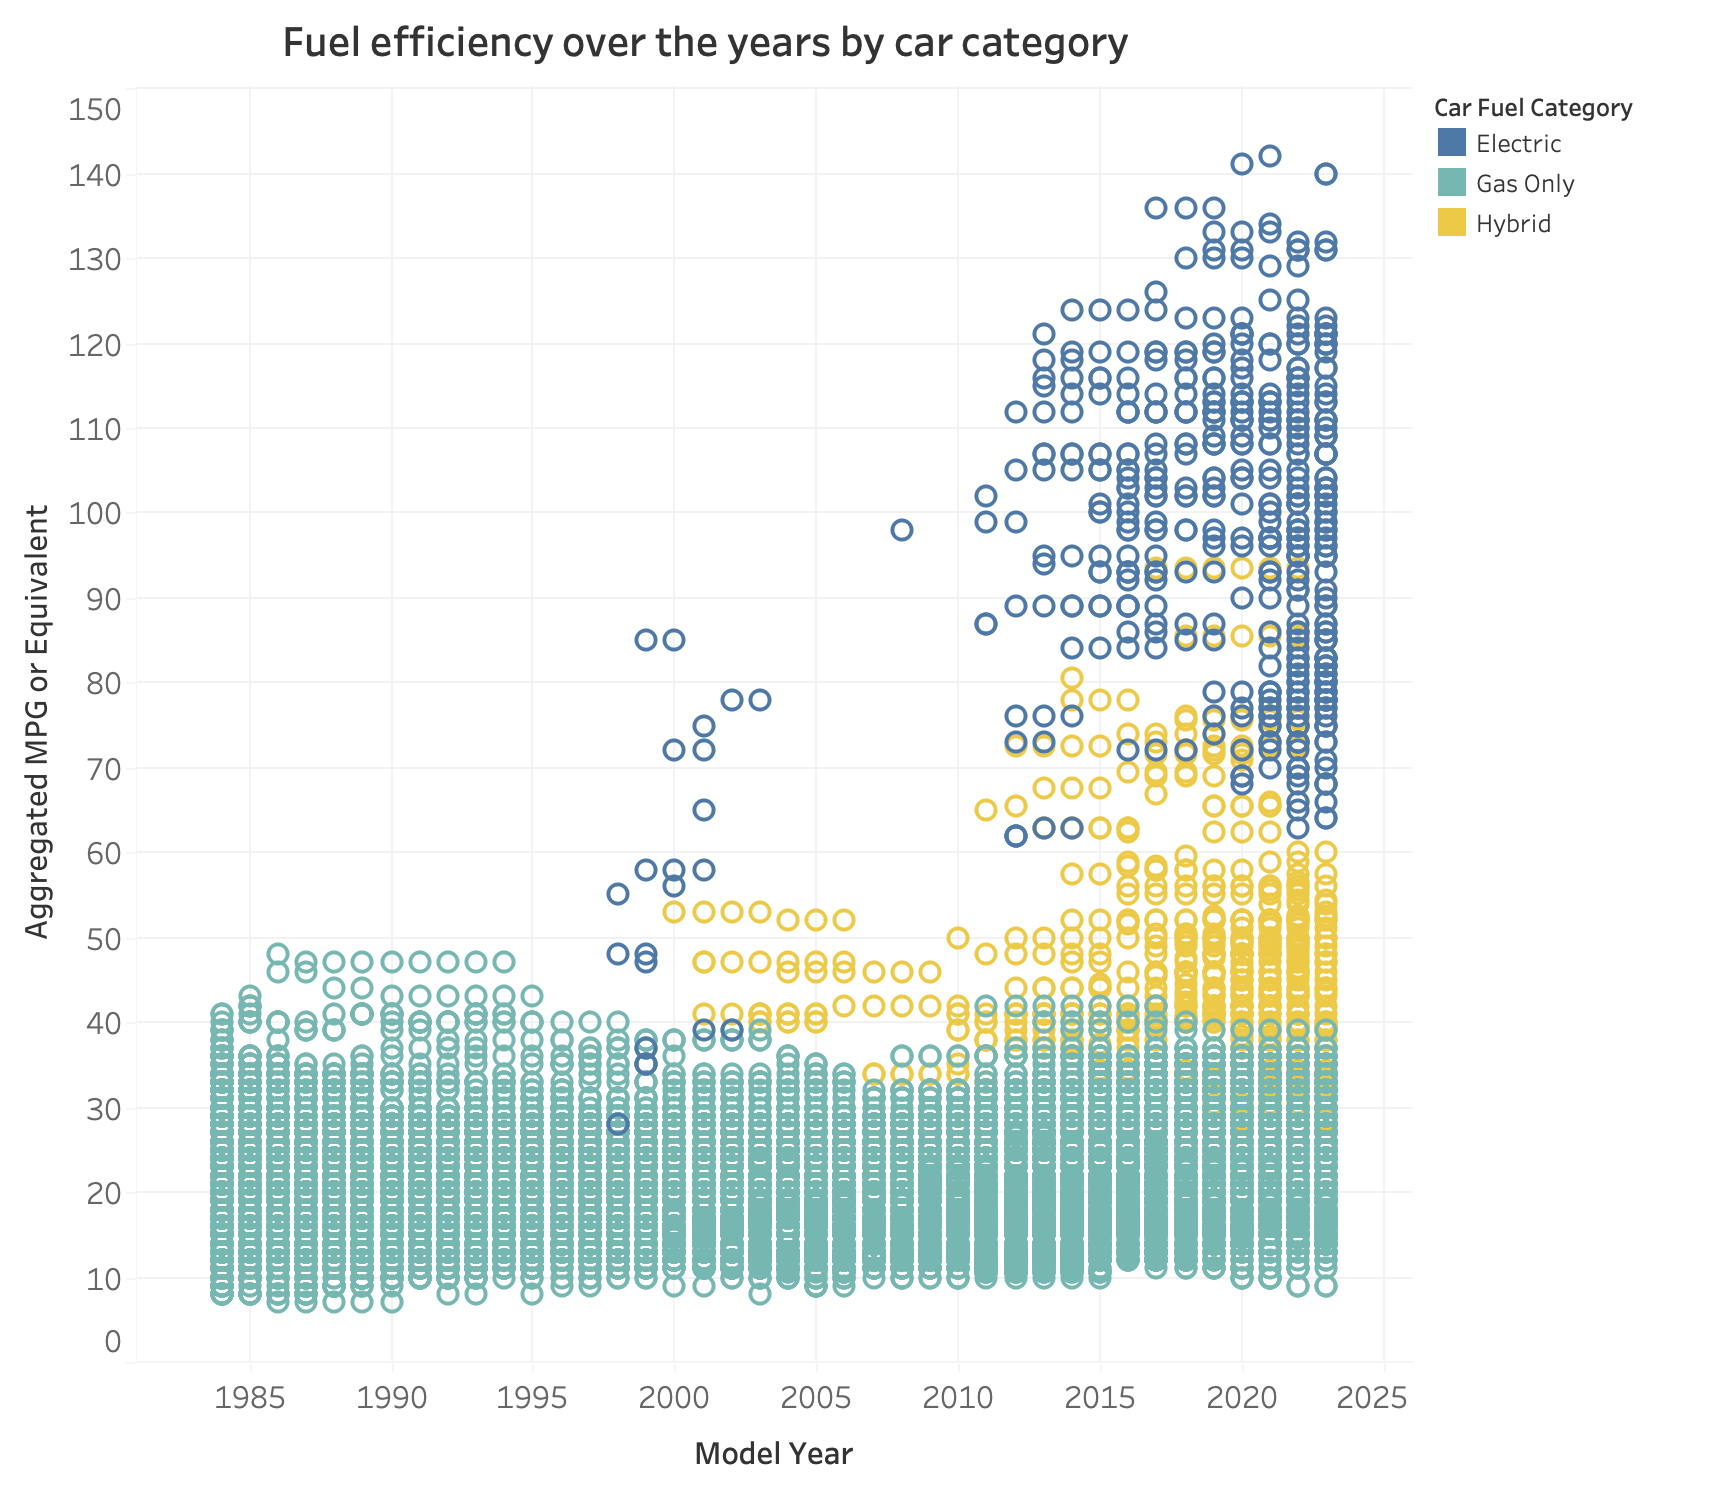 Fuel efficiency over the years by car category
Car Fuel Category
Electric
Gas Only
Hybrid
Aggregated MPG or Equivalent
150
140
130
120
110
100
90
80
70
60
50
40
30
20
10
0
1985 1990 1995 2000 2005 2010 2015 2020 2025
Model Year